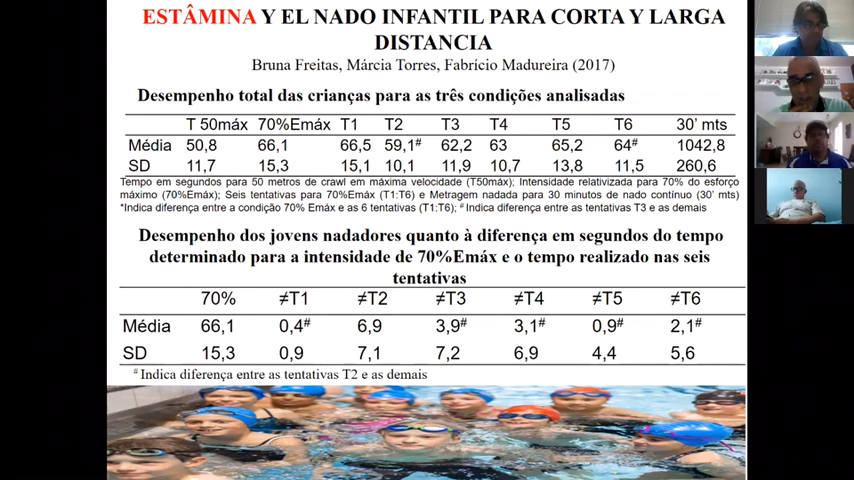 ESTÂMINA Y EL NADO INFANTIL PARA CORTA Y LARGA
DISTANCIA
Bruna Freitas, Márcia Torres, Fabrício Madureira (2017)
Desempenho total das crianças para as três condições analisadas
T 50máx 70%Emáx T1 T2 T3 T4 T5 T6 30’ mts
Média 50,8 66,1 66,5 59,1# 62,2 63 65,2 64# 1042,8
SD 11,7 15,3 15,1 10,1 11,9 10,7 13,8 11,5 260,6
Tempo em segundos para 50 metros de crawl em máxima velocidade (T50máx); Intensidade relativizada para 70% do esforço
máximo (70%Emáx); Seis tentativas para 70%Emáx (T1:T6) e Metragem nadada para 30 minutos de nado contínuo (30’ mts)
*Indica diferença entre a condição 70% Emáx e as 6 tentativas (T1:T6); # Indica diferença entre as tentativas T3 e as demais
Desempenho dos jovens nadadores quanto à diferença em segundos do tempo
determinado para a intensidade de 70%Emáx e o tempo realizado nas seis
tentativas
70% ≠T1 ≠T2 ≠T3 ≠T4 ≠T5 ≠T6
Média 66,1 0,4# 6,9 3,9# 3,1# 0,9# 2,1#
SD 15,3 0,9 7,1 7,2 6,9 4,4 5,6
# Indica diferença entre as tentativas T2 e as demais